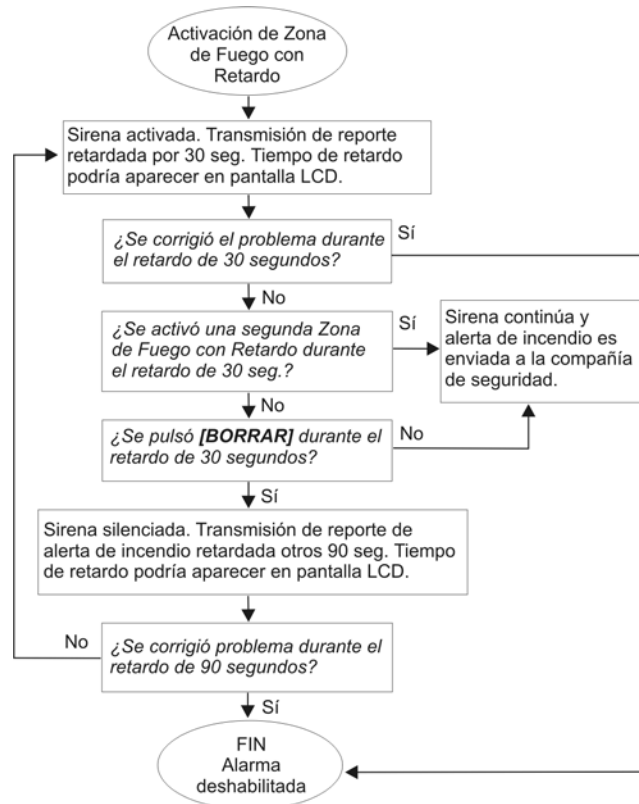 Activación de Zona
de Fuego con
Retardo
Sirena activada. Transmisión de reporte
retardada por 30 seg. Tiempo de retardo
podría aparecer en pantalla LCD.
¿Se corrigió el problema durante
el retardo de 30 segundos?
Sí
No
¿Se activó una segunda Zona
de Fuego con Retardo durante
el retardo de 30 seg.?
Sí
Sirena continúa y
alerta de incendio es
enviada a la compañía
de seguridad.
No
¿Se pulsó [BORRAR] durante el
retardo de 30 segundos?
No
Sí
Sirena silenciada. Transmisión de reporte de
alerta de incendio retardada otros 90 seg. Tiempo
de retardo podría aparecer en pantalla LCD.
No
¿Se corrigió problema durante el
retardo de 90 segundos?
Sí
FIN
Alarma
deshabilitada